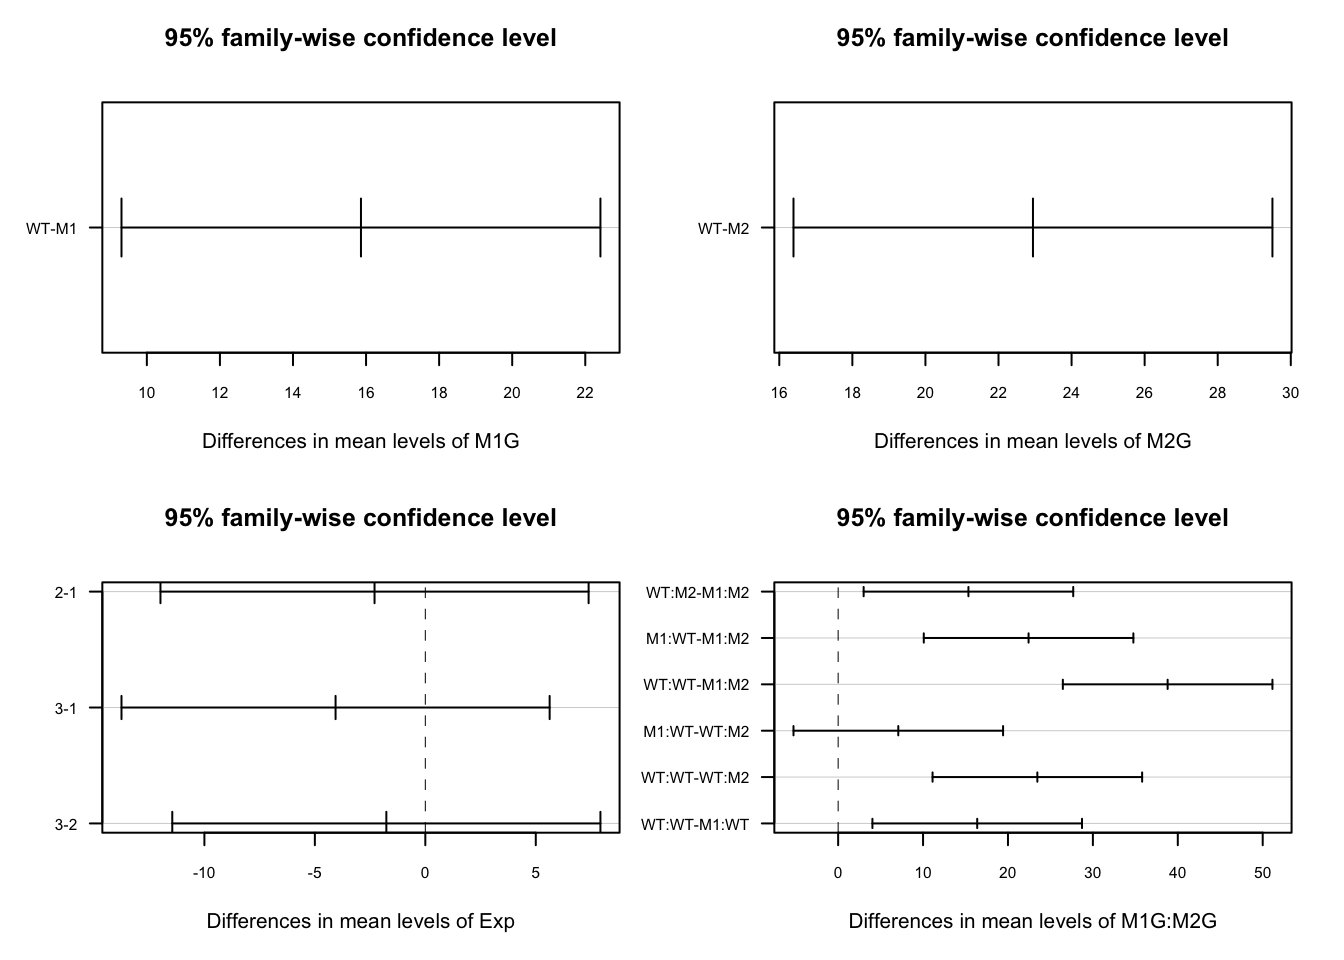 95% family-wise confidence level
WT-M1
10 12 14 16 18 20 22
Differences in mean levels of M1G
95% family-wise confidence level
WT-M2
16 18 20 22 24 26 28 30
Differences in mean levels of M2G
95% family-wise confidence level
2-1
3-1
3-2
-10 -5 0 5
Differences in mean levels of Exp
95% family-wise confidence level
WT:M2-M1:M2
M1:WT-M1:M2
WT:WT-M1:M2
M1:WT-WT:M2
WT:WT-WT:M2
WT:WT-M1:WT
0 10 20 30 40 50
Differences in mean levels of M1G:M2G